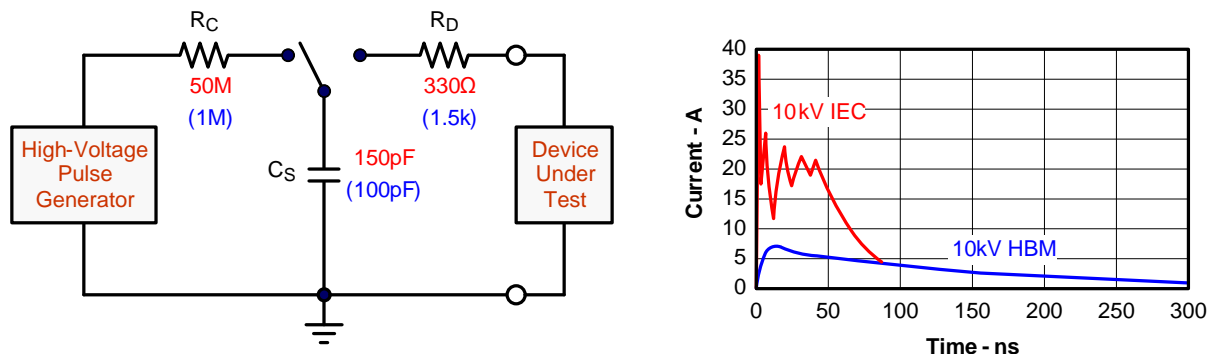 R_C
50M
(1M)
R_D
330Ω
(1.5k)
High-Voltage
Pulse
Generator
C_S
150pF
(100pF)
Device
Under
Test
40
35
30
25
20
15
10
5
0
Current - A
10kV IEC
10kV HBM
0
50
100
150
200
250
300
Time - ns